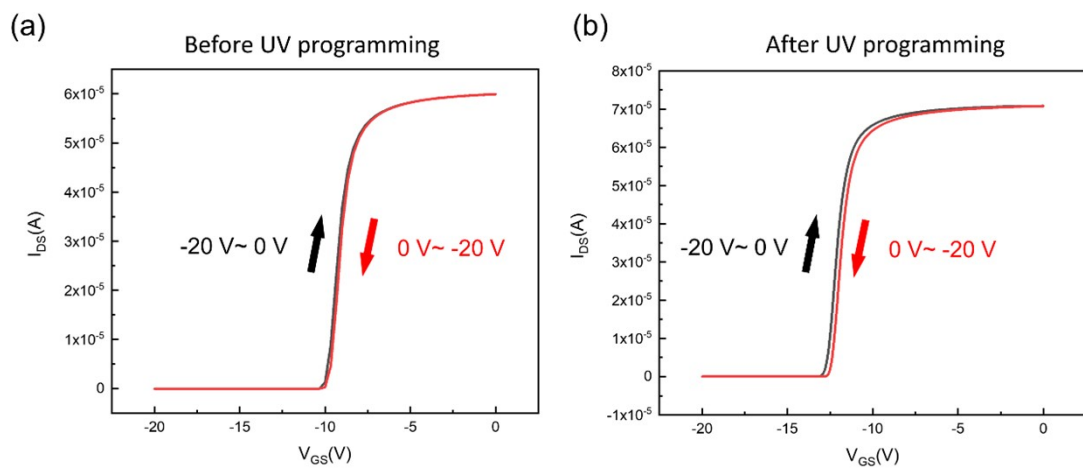 (a)
Before UV programming
6x10⁻⁵
5x10⁻⁵
4x10⁻⁵
3x10⁻⁵
2x10⁻⁵
1x10⁻⁵
0
I_DS(A)
-20 V~ 0 V
0 V~ -20 V
-20
-15
-10
-5
0
V_GS(V)
(b)
After UV programming
8x10⁻⁵
7x10⁻⁵
6x10⁻⁵
5x10⁻⁵
4x10⁻⁵
3x10⁻⁵
2x10⁻⁵
1x10⁻⁵
0
-1x10⁻⁵
I_DS(A)
-20 V~ 0 V
0 V~ -20 V
-20
-15
-10
-5
0
V_GS(V)